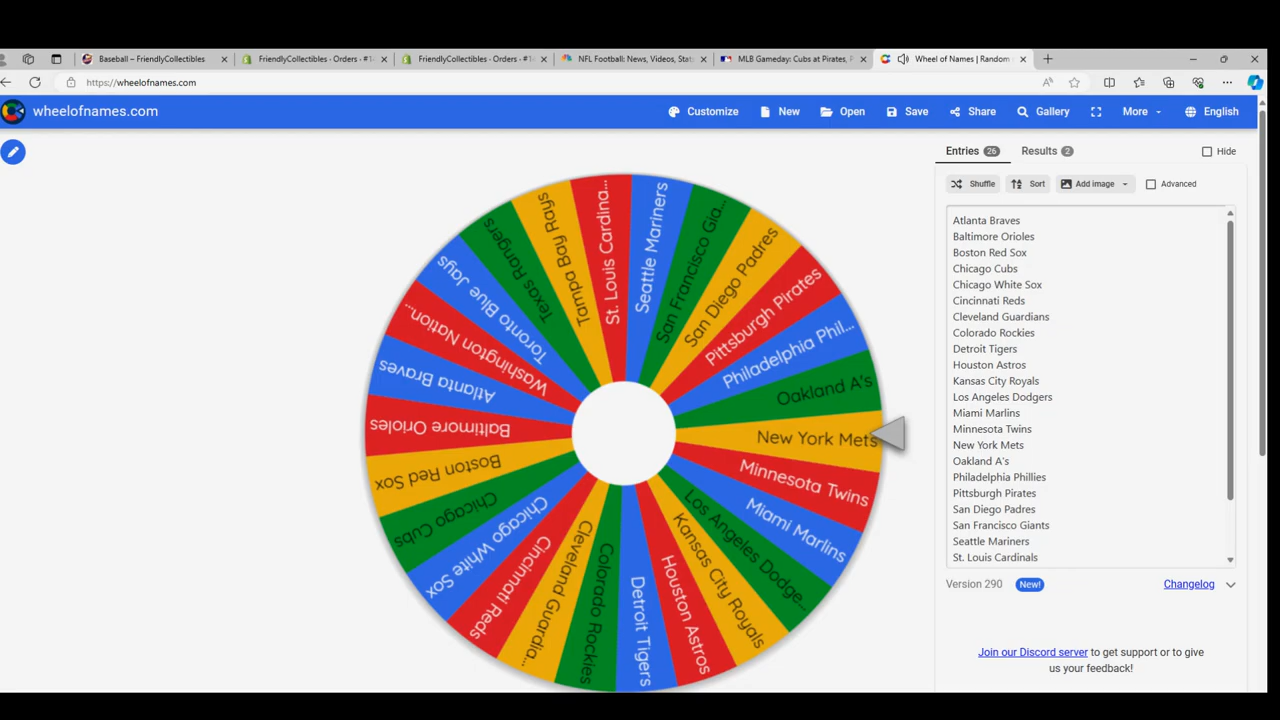 Baseball – FriendlyCollectibles
FriendlyCollectibles - Orders - #1
FriendlyCollectibles · Orders · #1
NFL Football: News, Videos, Stats
MLB Gameday: Cubs at Pirates, P
Wheel of Names | Random
https://wheelofnames.com
wheelofnames.com
Customize
New
Open
Save
Share
Gallery
More
English
Entries 26
Results 2
Hide
Shuffle
Sort
Add image
Advanced
Atlanta Braves
Baltimore Orioles
Boston Red Sox
Chicago Cubs
Chicago White Sox
Cincinnati Reds
Cleveland Guardians
Colorado Rockies
Detroit Tigers
Houston Astros
Kansas City Royals
Los Angeles Dodgers
Miami Marlins
Minnesota Twins
New York Mets
Oakland A's
Philadelphia Phillies
Pittsburgh Pirates
San Diego Padres
San Francisco Giants
Seattle Mariners
St. Louis Cardinals
Version 290 New!
Changelog
Join our Discord server to get support or to give
us your feedback!
St. Louis Cardina...
Seattle Mariners
San Francisco Gia...
San Diego Padres
Pittsburgh Pirates
Philadelphia Phil...
Oakland A's
New York Mets
Minnesota Twins
Miami Marlins
Los Angeles Dodge...
Kansas City Royals
Houston Astros
Detroit Tigers
Colorado Rockies
Cleveland Guardia...
Cincinnati Reds
Chicago White Sox
Chicago Cubs
Boston Red Sox
Baltimore Orioles
Atlanta Braves
Washington Nation...
Toronto Blue Jays
Texas Rangers
Tampa Bay Rays